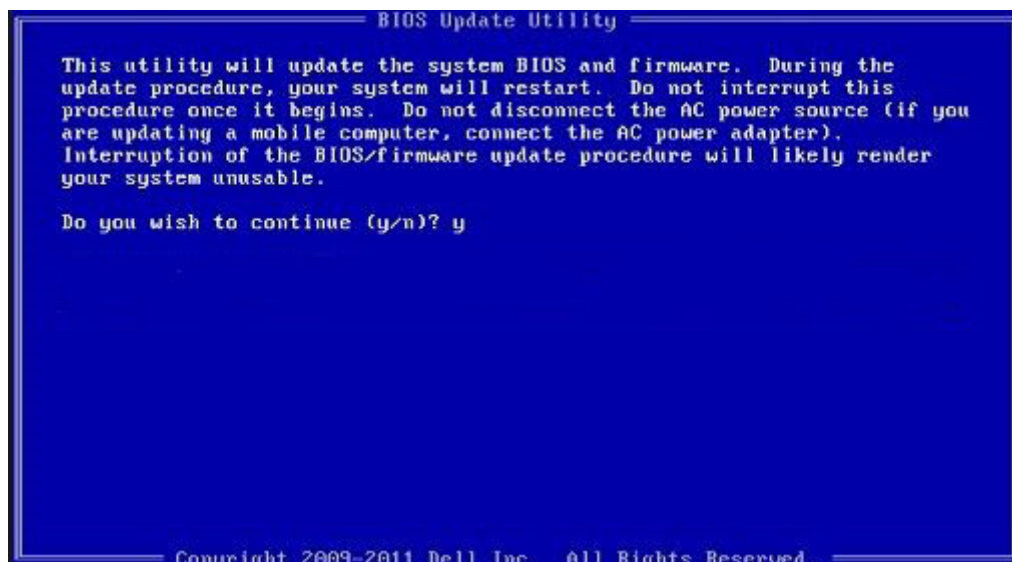 BIOS Update Utility
This utility will update the system BIOS and firmware. During the
update procedure, your system will restart. Do not interrupt this
procedure once it begins. Do not disconnect the AC power source (if you
are updating a mobile computer, connect the AC power adapter).
Interruption of the BIOS/firmware update procedure will likely render
your system unusable.
Do you wish to continue (y/n)? y
Copyright 2009-2011 Dell Inc. All Rights Reserved.